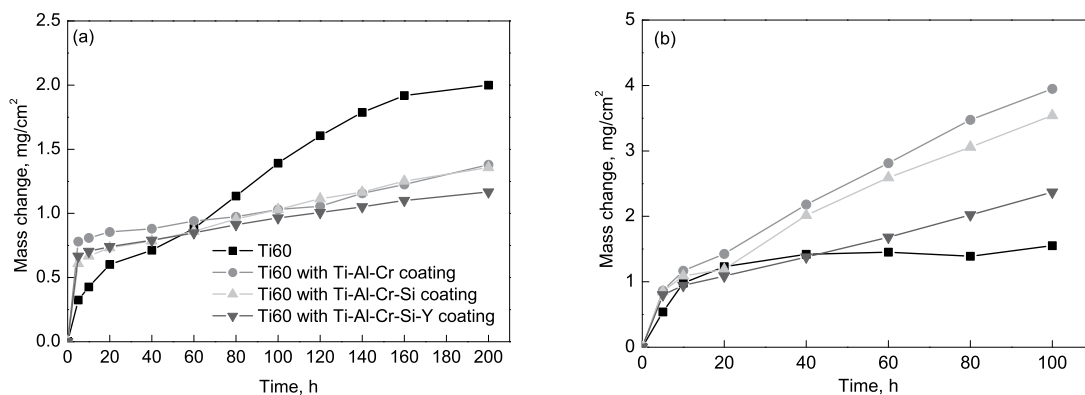 (a)
Mass change, mg/cm²
2.5
2.0
1.5
1.0
0.5
0.0
Ti60
Ti60 with Ti-Al-Cr coating
Ti60 with Ti-Al-Cr-Si coating
Ti60 with Ti-Al-Cr-Si-Y coating
0 20 40 60 80 100 120 140 160 180 200
Time, h
(b)
Mass change, mg/cm²
5
4
3
2
1
0
0 20 40 60 80 100
Time, h